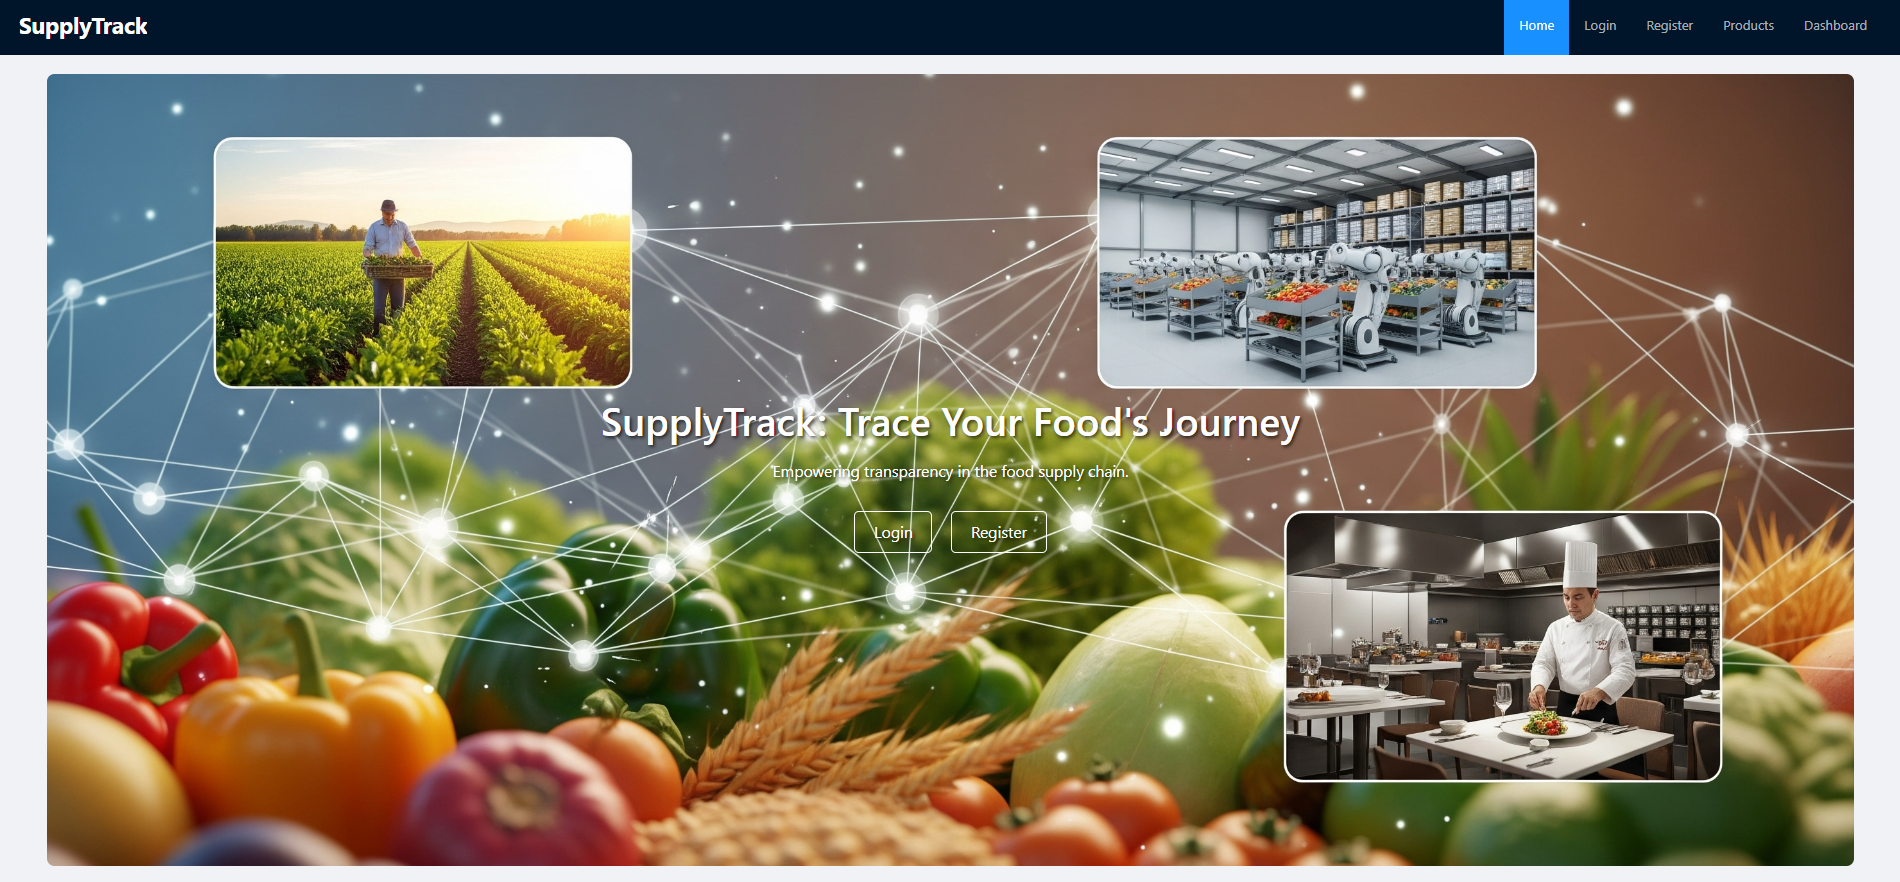 SupplyTrack
Home Login Register Products Dashboard
SupplyTrack: Trace Your Food's Journey
Empowering transparency in the food supply chain.
Login Register